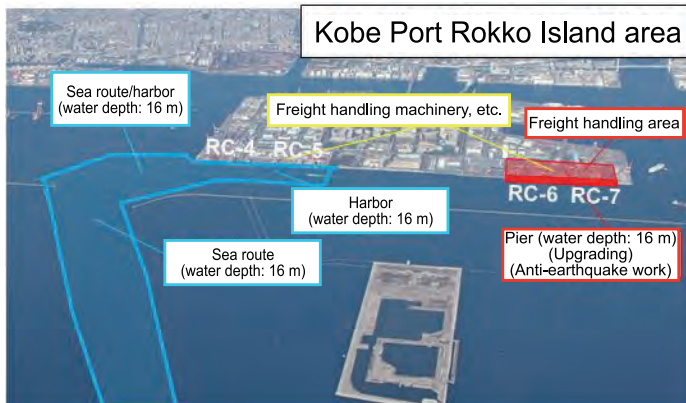 Kobe Port Rokko Island area
Sea route/harbor
(water depth: 16 m)
Freight handling machinery, etc.
Freight handling area
RC-4 RC-5
RC-6 RC-7
Harbor
(water depth: 16 m)
Sea route
(water depth: 16 m)
Pier (water depth: 16 m)
(Upgrading)
(Anti-earthquake work)